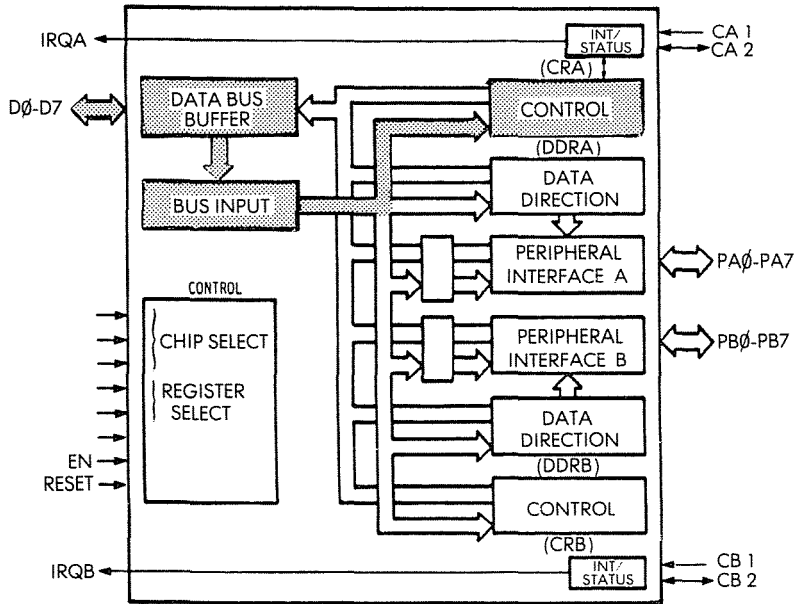 IRQA
INT/
STATUS
CA 1
CA 2
(CRA)
DØ-D7
DATA BUS
BUFFER
CONTROL
(DDRA)
DATA
DIRECTION
BUS INPUT
PERIPHERAL
INTERFACE A
PAØ-PA7
CONTROL
CHIP SELECT
REGISTER
SELECT
PERIPHERAL
INTERFACE B
PBØ-PB7
DATA
DIRECTION
(DDRB)
EN
RESET
CONTROL
(CRB)
IRQB
INT/
STATUS
CB 1
CB 2